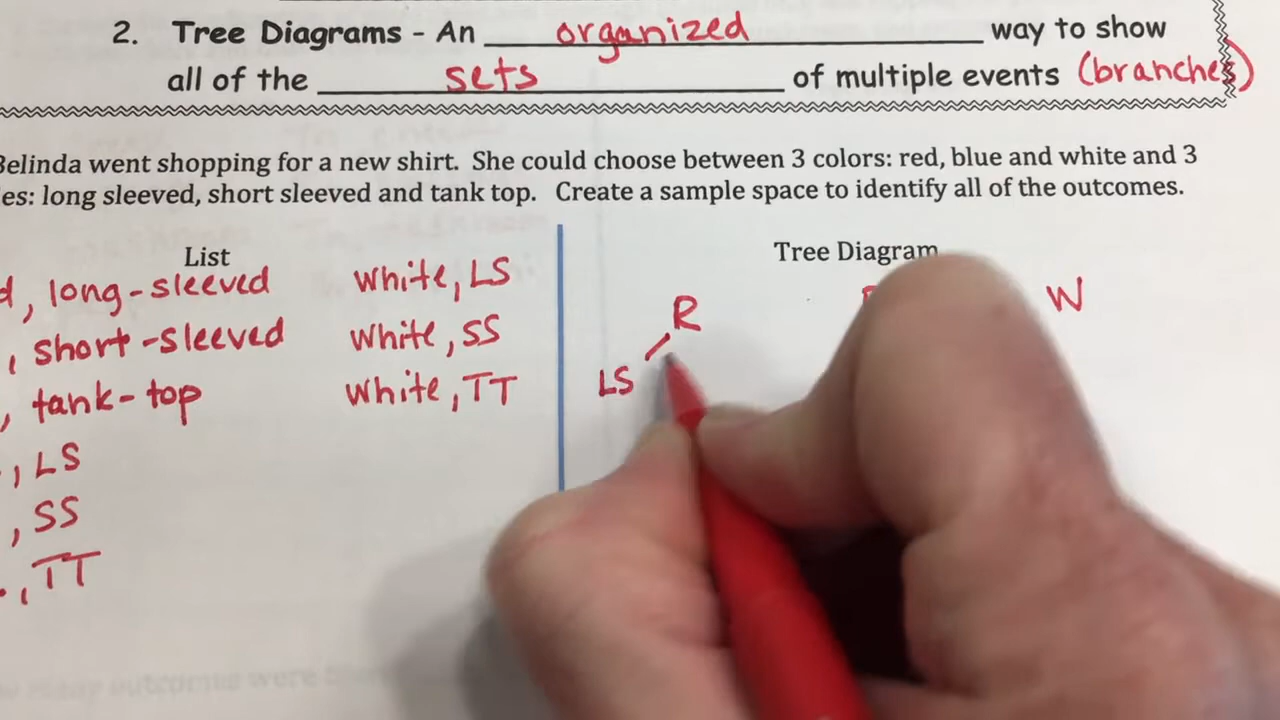 2. Tree Diagrams - An organized way to show
all of the sets of multiple events (branches)
Belinda went shopping for a new shirt. She could choose between 3 colors: red, blue and white and 3
es: long sleeved, short sleeved and tank top. Create a sample space to identify all of the outcomes.
List
d, long-sleeved
, short-sleeved
, tank-top
, LS
, SS
, TT
white, LS
white, SS
white, TT
Tree Diagram
R
W
LS